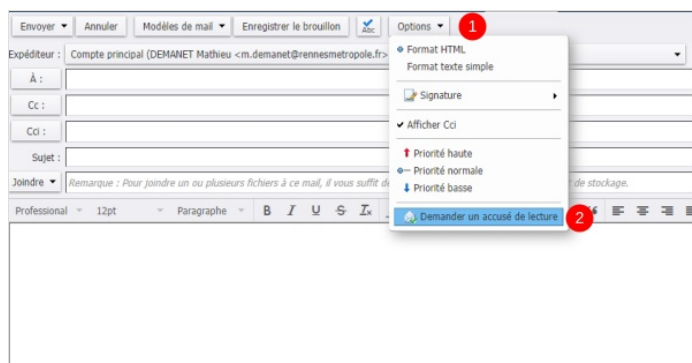 Envoyer Annuler Modèles de mail Enregistrer le brouillon Abc Options 1
Expéditeur : Compte principal (DEMANET Mathieu <m.demanet@rennesmetropole.fr>
Format HTML
Format texte simple
À :
Signature
Cc :
Cci :
Afficher Cci
Sujet :
Priorité haute
Priorité normale
Priorité basse
Joindre Remarque : Pour joindre un ou plusieurs fichiers à ce mail, il vous suffit de stockage.
Professional 12pt Paragraphe B I U S Tx
Demander un accusé de lecture 2